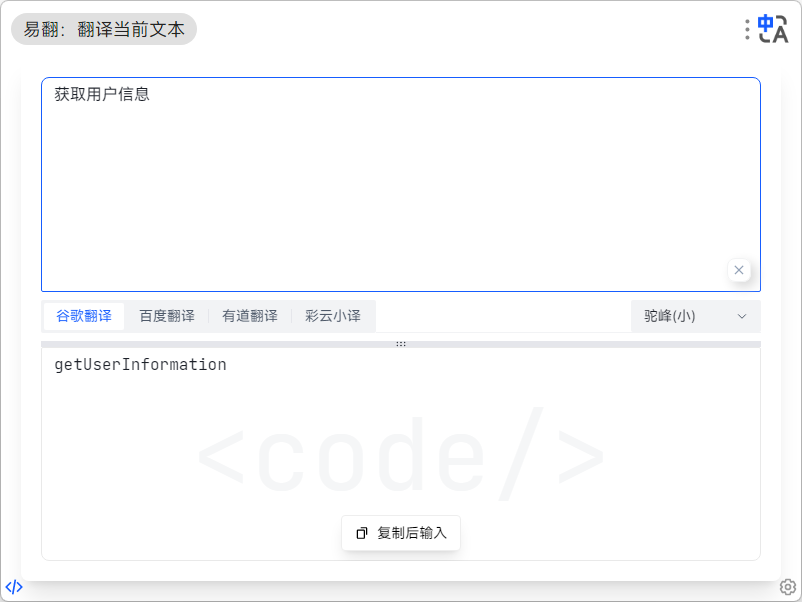 易翻：翻译当前文本
中A
获取用户信息
谷歌翻译 百度翻译 有道翻译 彩云小译 驼峰(小)
getUserInformation
<code/>
复制后输入
</>